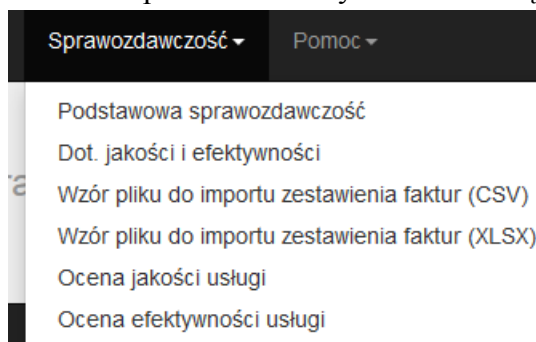 Sprawozdawczość Pomoc
Podstawowa sprawozdawczość
Dot. jakości i efektywności
Wzór pliku do importu zestawienia faktur (CSV)
Wzór pliku do importu zestawienia faktur (XLSX)
Ocena jakości usługi
Ocena efektywności usługi